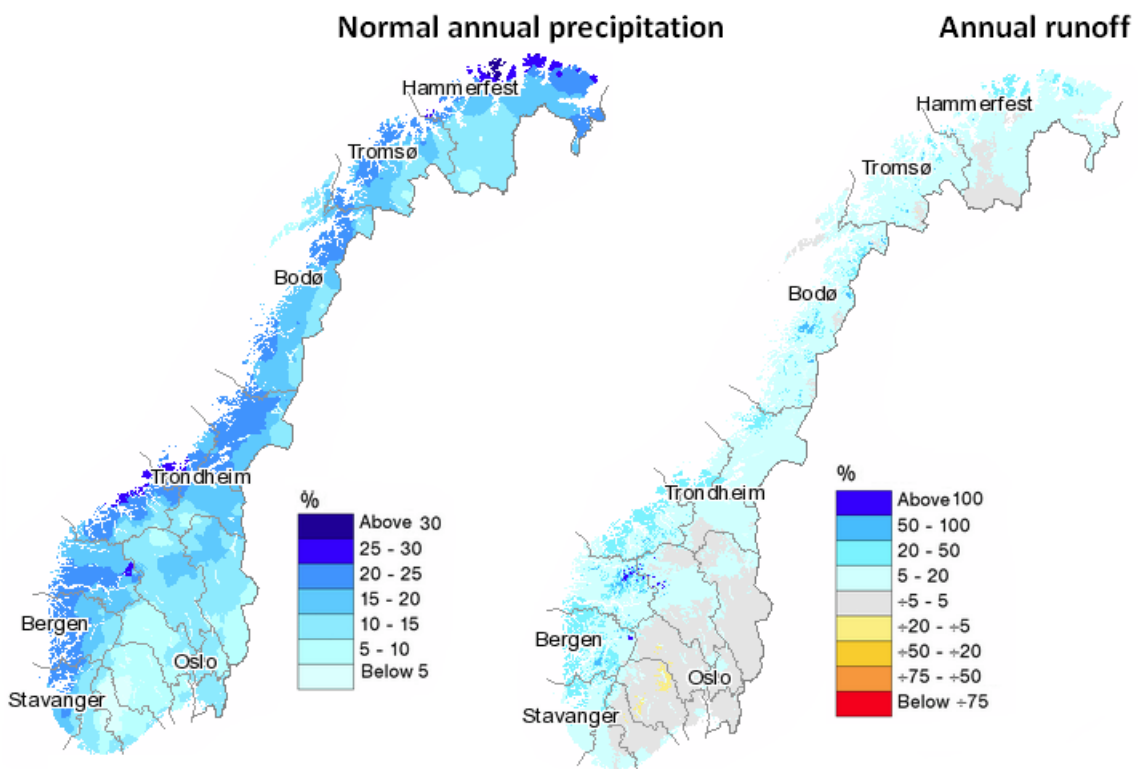 Normal annual precipitation
Hammerfest
Tromsø
Bodø
Trondheim
Bergen
Oslo
Stavanger
%
Above 30
25 - 30
20 - 25
15 - 20
10 - 15
5 - 10
Below 5
Annual runoff
Hammerfest
Tromsø
Bodø
Trondheim
Bergen
Oslo
Stavanger
%
Above 100
50 - 100
20 - 50
5 - 20
÷5 - 5
÷20 - ÷5
÷50 - ÷20
÷75 - ÷50
Below ÷75